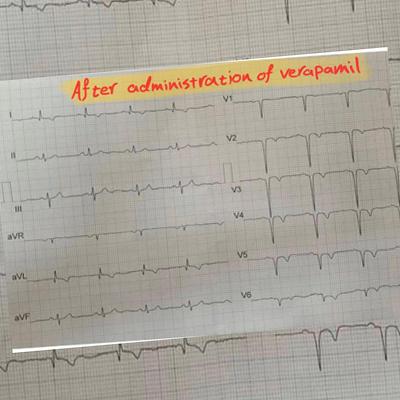 After administration of verapamil
I
II
III
aVR
aVL
aVF
V1
V2
V3
V4
V5
V6